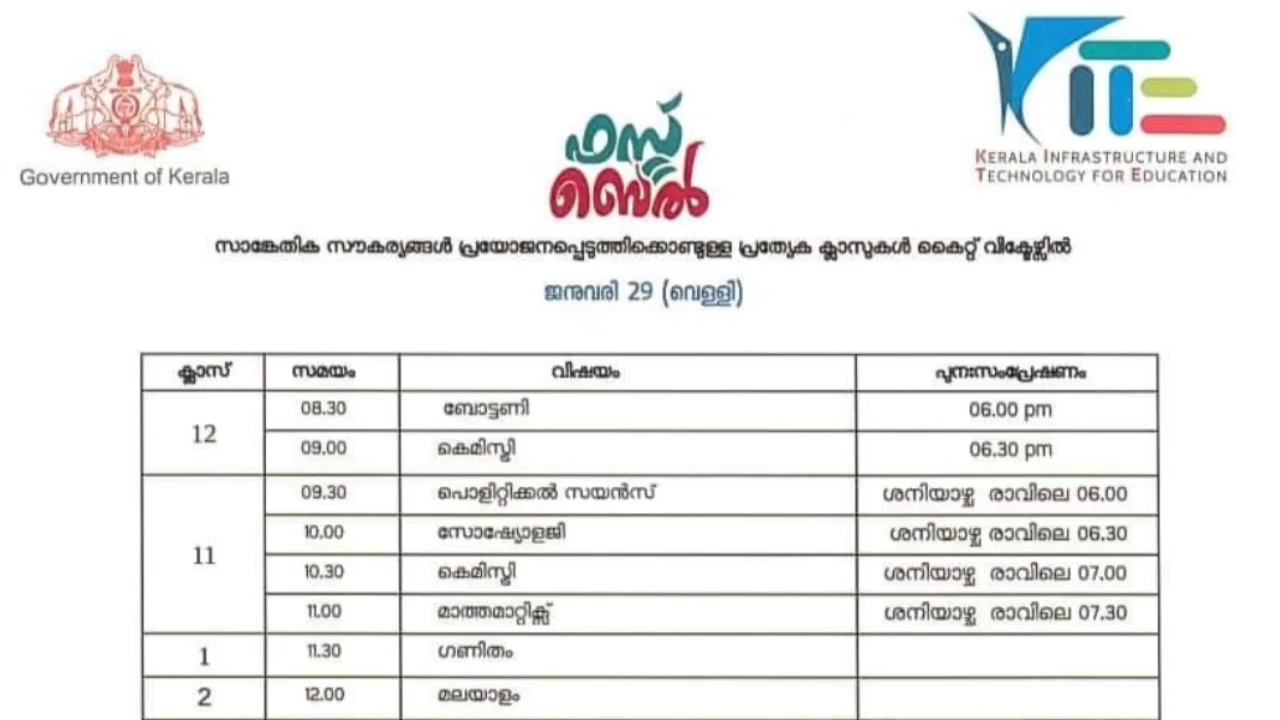 Government of Kerala
ഫസ്റ്റ്
ബെൽ
KITE
KERALA INFRASTRUCTURE AND
TECHNOLOGY FOR EDUCATION
സാങ്കേതിക സൗകര്യങ്ങൾ പ്രയോജനപ്പെടുത്തിക്കൊണ്ടുള്ള പ്രത്യേക ക്ലാസുകൾ കൈറ്റ് വിക്ടേഴ്സിൽ
ജനുവരി 29 (വെള്ളി)
ക്ലാസ് സമയം വിഷയം പുനഃസംപ്രേഷണം
12 08.30 ബോട്ടണി 06.00 pm
09.00 കെമിസ്ട്രി 06.30 pm
11 09.30 പൊളിറ്റിക്കൽ സയൻസ് ശനിയാഴ്ച രാവിലെ 06.00
10.00 സോഷ്യോളജി ശനിയാഴ്ച രാവിലെ 06.30
10.30 കെമിസ്ട്രി ശനിയാഴ്ച രാവിലെ 07.00
11.00 മാത്തമാറ്റിക്സ് ശനിയാഴ്ച രാവിലെ 07.30
1 11.30 ഗണിതം
2 12.00 മലയാളം